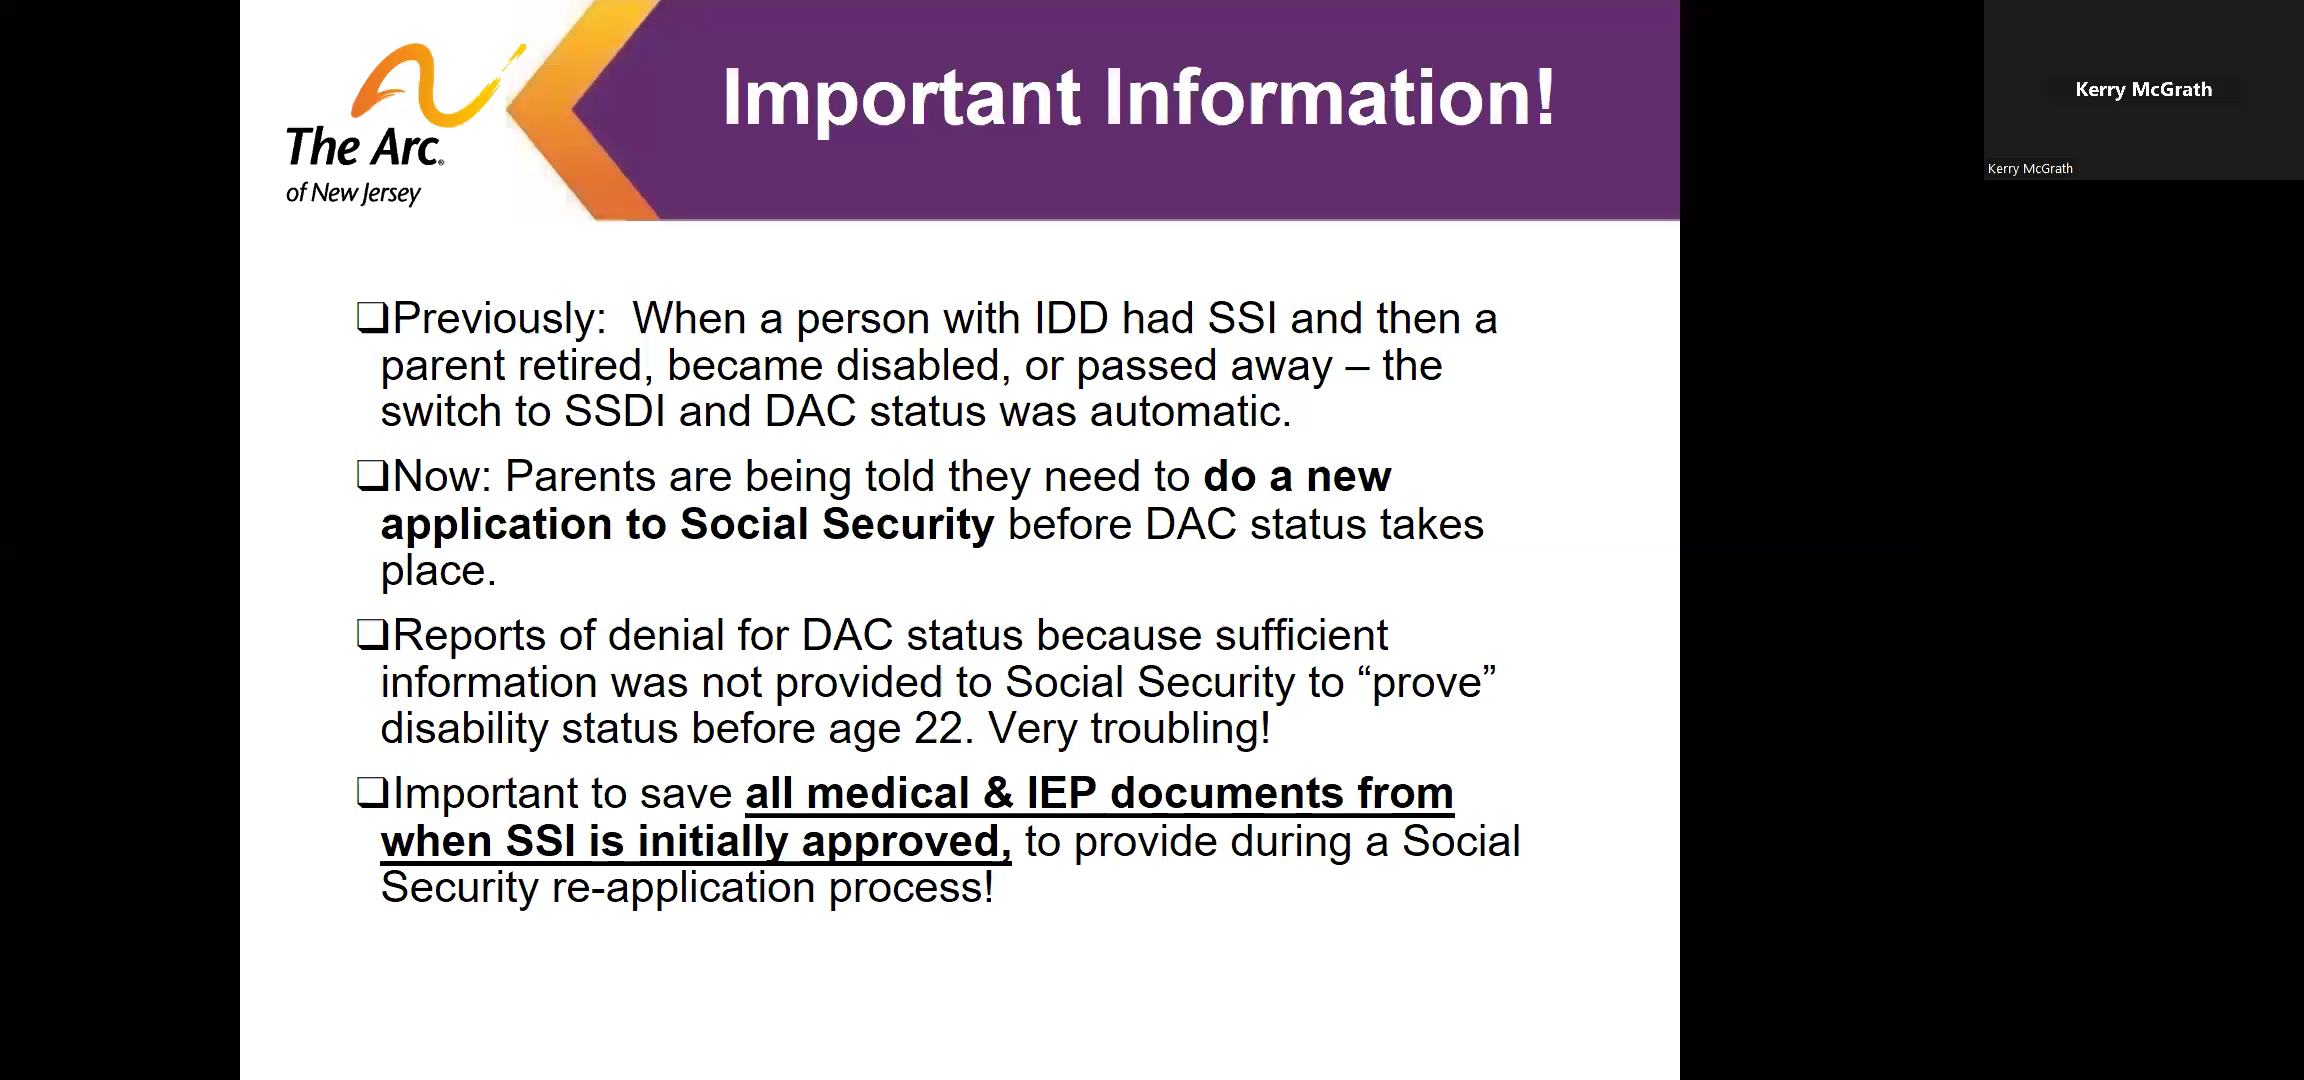 The Arc®
of New Jersey
Important Information!
Kerry McGrath
Kerry McGrath
❑Previously:  When a person with IDD had SSI and then a
parent retired, became disabled, or passed away – the
switch to SSDI and DAC status was automatic.
❑Now: Parents are being told they need to do a new
application to Social Security before DAC status takes
place.
❑Reports of denial for DAC status because sufficient
information was not provided to Social Security to “prove”
disability status before age 22. Very troubling!
❑Important to save all medical & IEP documents from
when SSI is initially approved, to provide during a Social
Security re-application process!